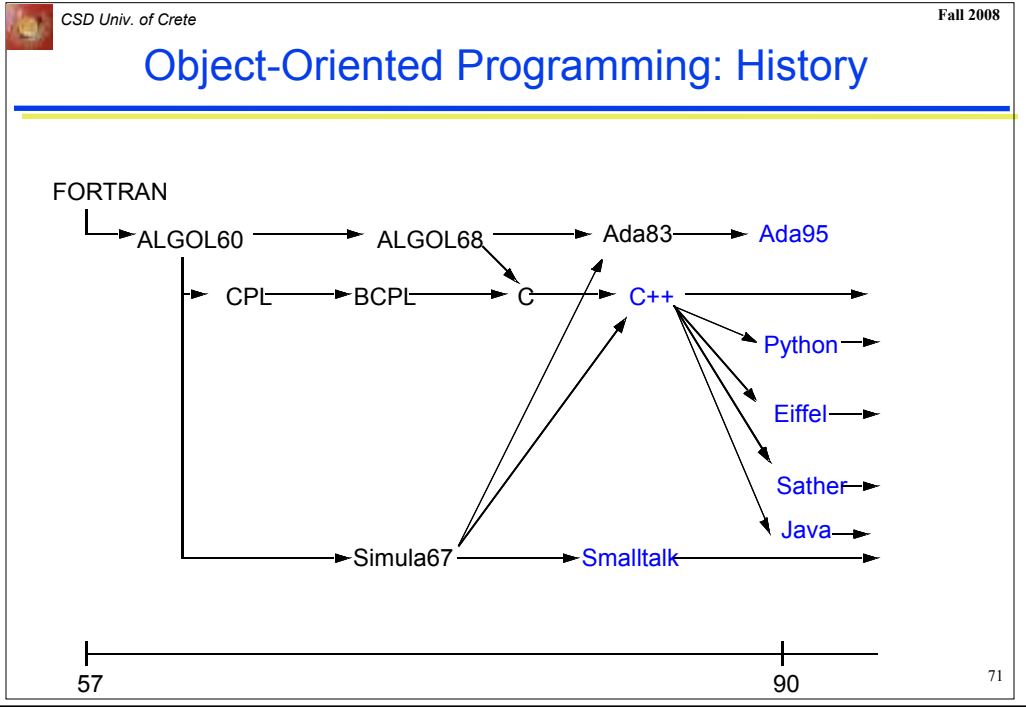 CSD Univ. of Crete
Fall 2008
Object-Oriented Programming: History
FORTRAN
ALGOL60 ALGOL68 Ada83 Ada95
CPL BCPL C C++
Python
Eiffel
Sather
Java
Simula67 Smalltalk
57 90
71